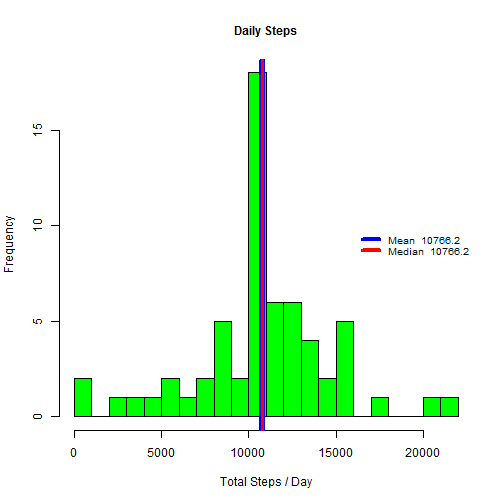 Daily Steps
Frequency
15
10
5
0
Mean  10766.2
Median  10766.2
0 5000 10000 15000 20000
Total Steps / Day